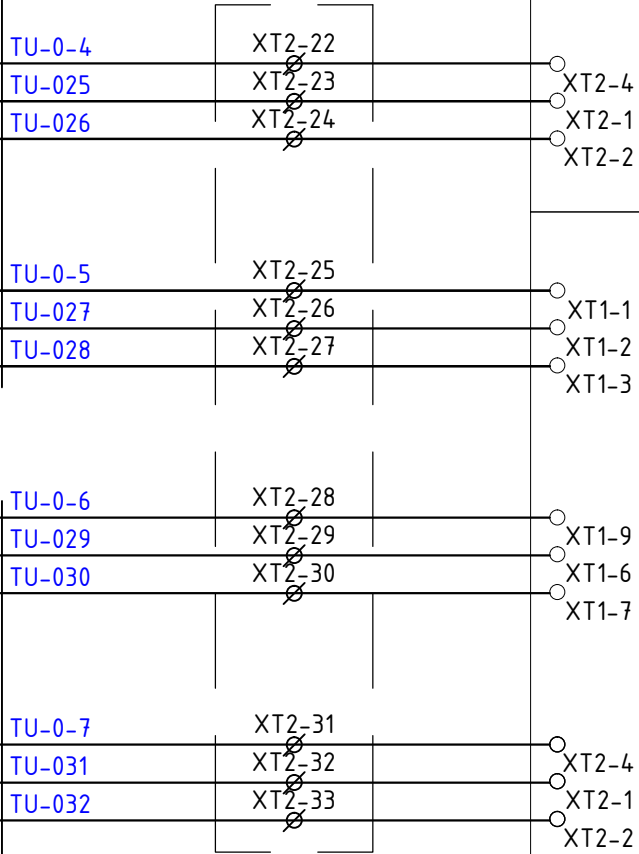 TU-0-4 XT2-22
XT2-4
TU-025 XT2-23
XT2-1
TU-026 XT2-24
XT2-2
TU-0-5 XT2-25
XT1-1
TU-027 XT2-26
XT1-2
TU-028 XT2-27
XT1-3
TU-0-6 XT2-28
XT1-9
TU-029 XT2-29
XT1-6
TU-030 XT2-30
XT1-7
TU-0-7 XT2-31
XT2-4
TU-031 XT2-32
XT2-1
TU-032 XT2-33
XT2-2